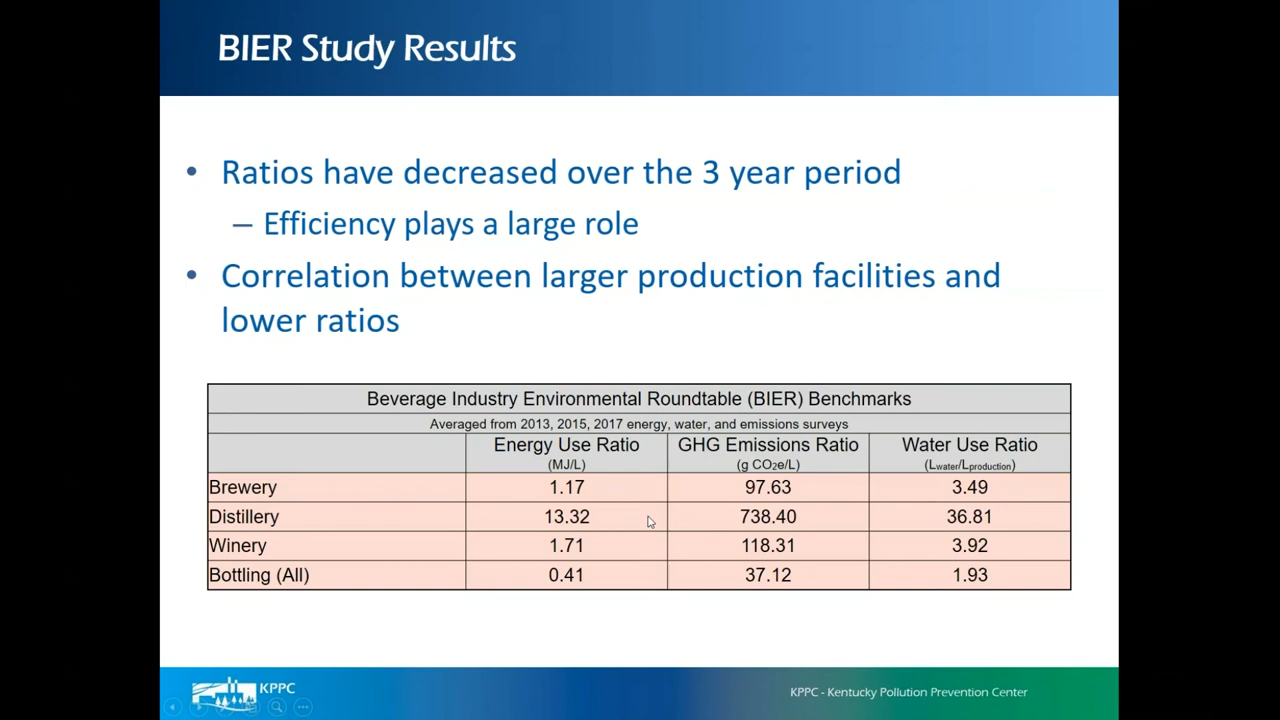 BIER Study Results
• Ratios have decreased over the 3 year period
– Efficiency plays a large role
• Correlation between larger production facilities and
lower ratios
Beverage Industry Environmental Roundtable (BIER) Benchmarks
Averaged from 2013, 2015, 2017 energy, water, and emissions surveys
Energy Use Ratio GHG Emissions Ratio Water Use Ratio
(MJ/L) (g CO2e/L) (Lwater/Lproduction)
Brewery 1.17 97.63 3.49
Distillery 13.32 738.40 36.81
Winery 1.71 118.31 3.92
Bottling (All) 0.41 37.12 1.93
KPPC KPPC - Kentucky Pollution Prevention Center